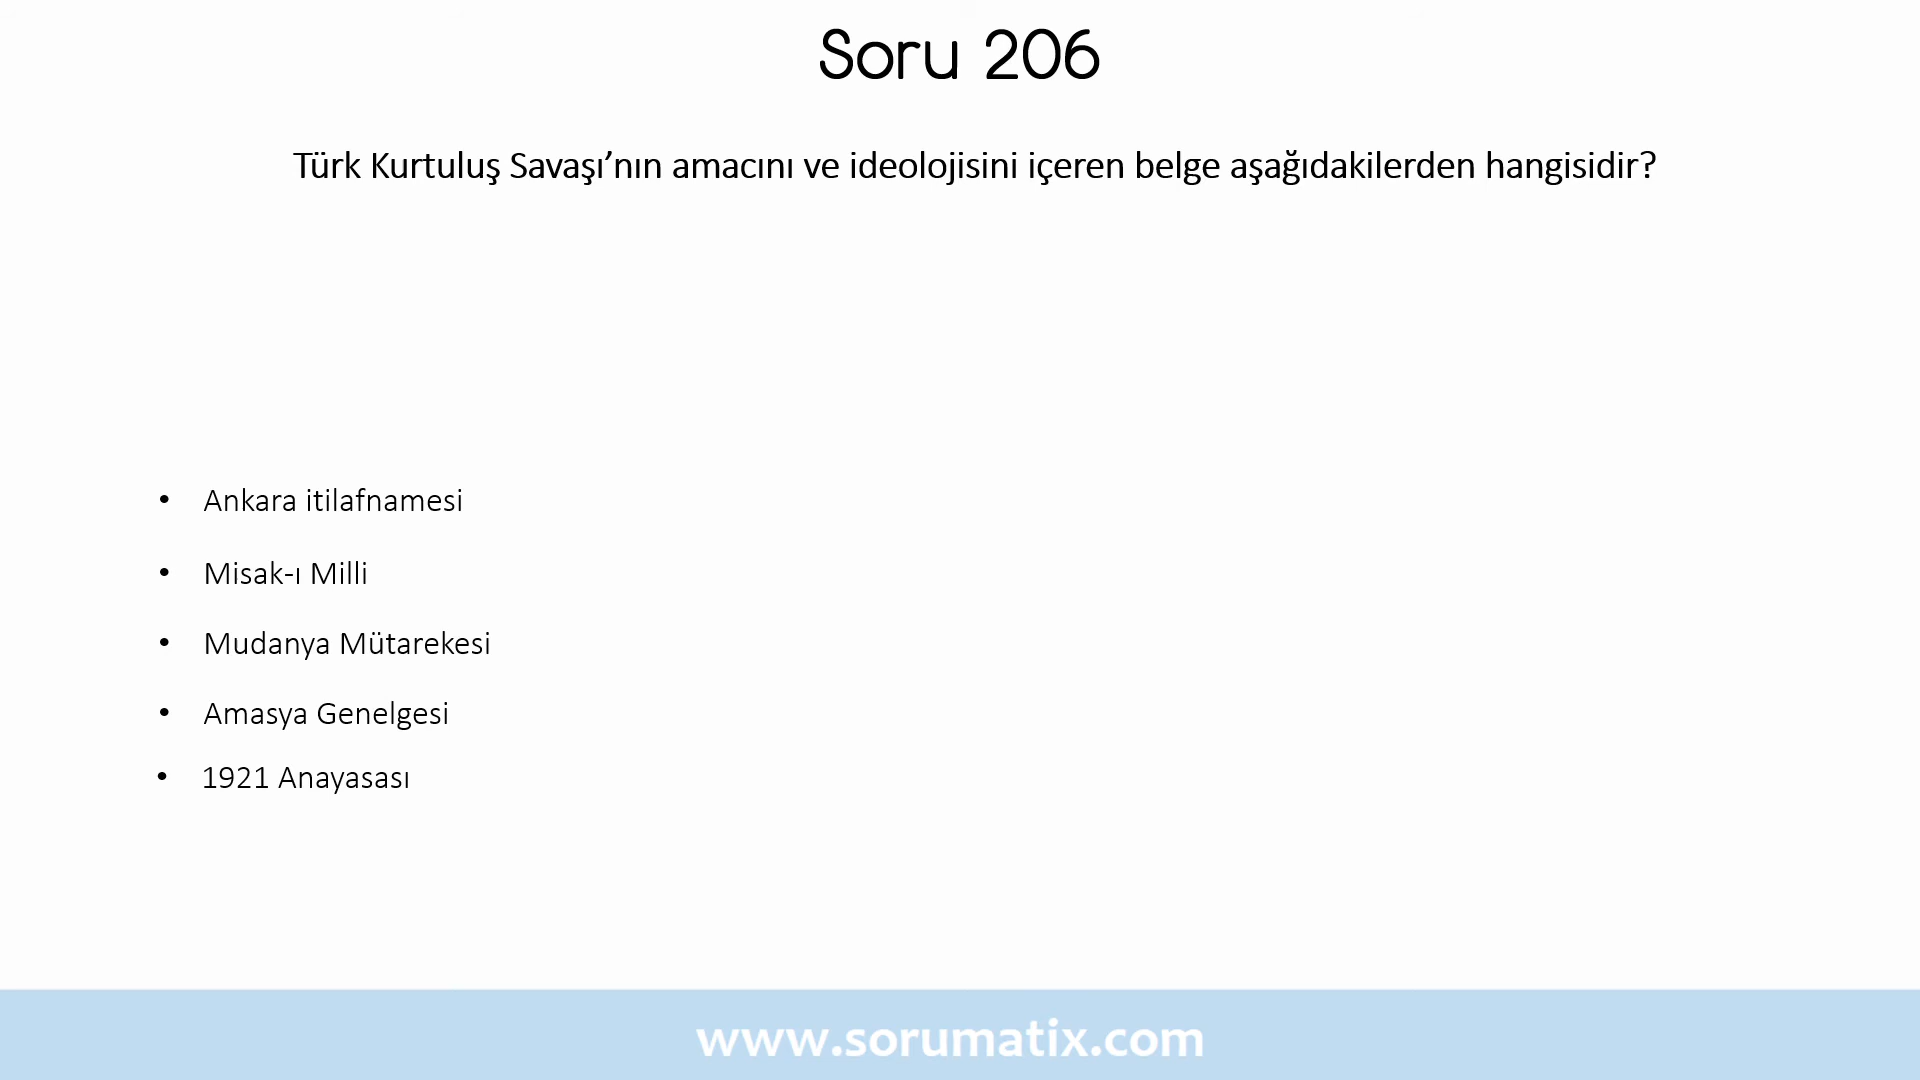 Soru 206
Türk Kurtuluş Savaşı’nın amacını ve ideolojisini içeren belge aşağıdakilerden hangisidir?
• Ankara itilafnamesi
• Misak-ı Milli
• Mudanya Mütarekesi
• Amasya Genelgesi
• 1921 Anayasası
www.sorumatix.com